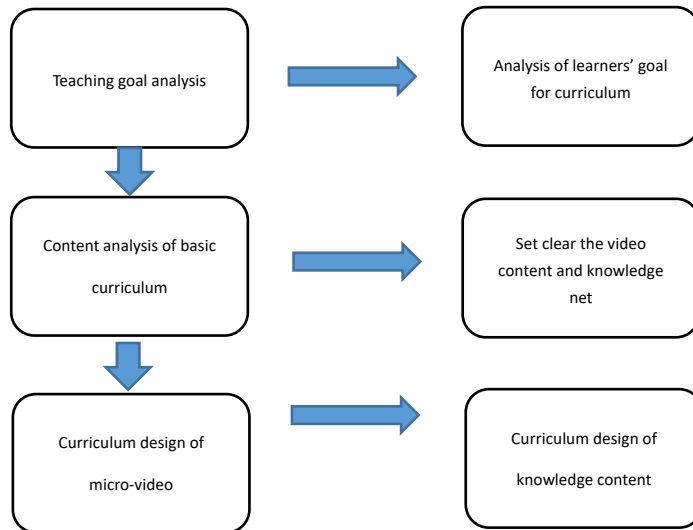 Teaching goal analysis
Analysis of learners’ goal
for curriculum
Content analysis of basic
curriculum
Set clear the video
content and knowledge
net
Curriculum design of
micro-video
Curriculum design of
knowledge content